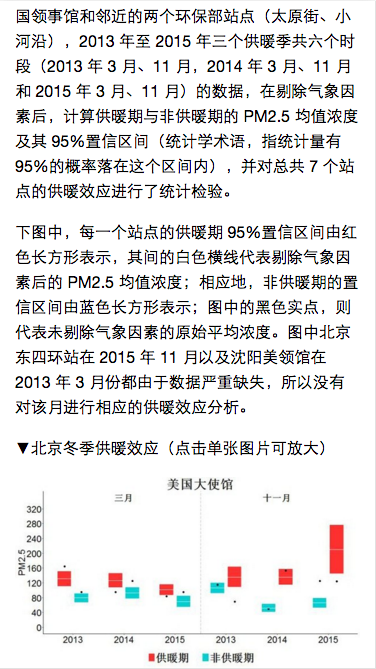 国领事馆和邻近的两个环保部站点（太原街、小
河沿），2013 年至 2015 年三个供暖季共六个时
段（2013 年 3 月、11 月，2014 年 3 月、11 月
和 2015 年 3 月、11 月）的数据，在剔除气象因
素后，计算供暖期与非供暖期的 PM2.5 均值浓度
及其 95%置信区间（统计学术语，指统计量有
95%的概率落在这个区间内），并对总共 7 个站
点的供暖效应进行了统计检验。
下图中，每一个站点的供暖期 95%置信区间由红
色长方形表示，其间的白色横线代表剔除气象因
素后的 PM2.5 均值浓度；相应地，非供暖期的置
信区间由蓝色长方形表示；图中的黑色实点，则
代表未剔除气象因素的原始平均浓度。图中北京
东四环站在 2015 年 11 月以及沈阳美领馆在
2013 年 3 月份都由于数据严重缺失，所以没有
对该月进行相应的供暖效应分析。
▼北京冬季供暖效应（点击单张图片可放大）
美国大使馆
三月 十一月
PM2.5
320
280
240
200
160
120
80
40
0
2013 2014 2015 2013 2014 2015
供暖期 非供暖期